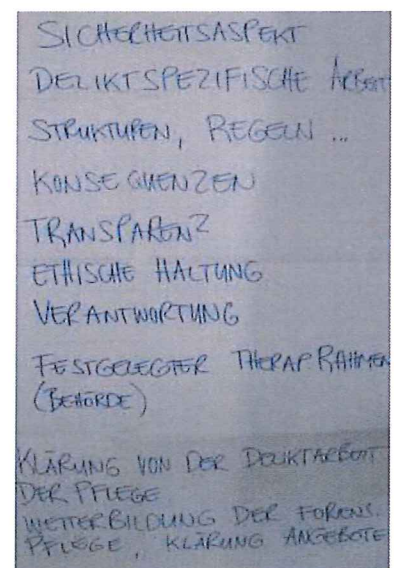 SICHERHEITSASPEKT
DELIKTSPEZIFISCHE ARBEIT
STRUKTUREN, REGELN ...
KONSEQUENZEN
TRANSPARENZ
ETHISCHE HALTUNG
VERANTWORTUNG
FESTGELEGTER THERAP RAHMEN
(BEHÖRDE)
KLÄRUNG VON DER DELIKTARBEIT
DER PFLEGE
WEITERBILDUNG DER FORENS.
PFLEGE, KLÄRUNG ANGEBOTE